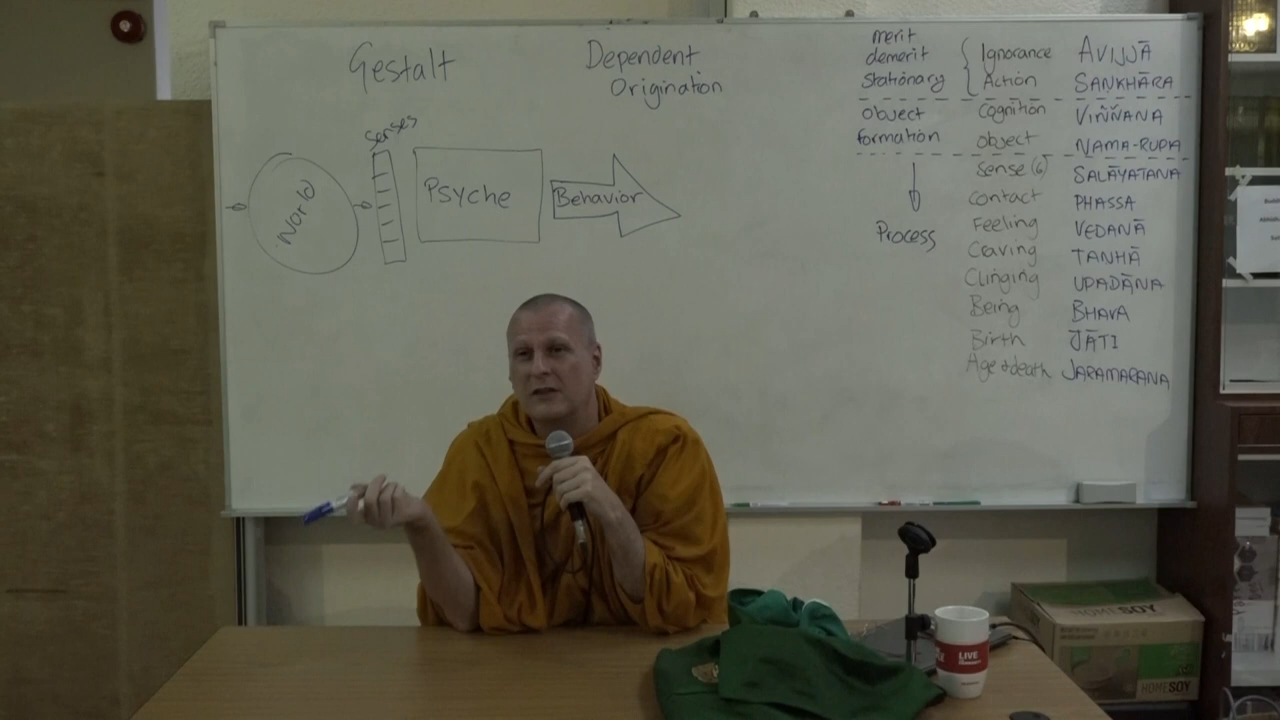 Gestalt
Dependent
Origination
senses
World
Psyche
Behavior
merit
demerit
stationary
object
formation
Process
Ignorance AVIJJĀ
Action SAṄKHĀRA
Cognition VIÑÑANA
object NAMA-RUPA
Sense (6) SALĀYATANA
Contact PHASSA
Feeling VEDANĀ
Craving TANHĀ
Clinging UPADĀNA
Being BHAVA
Birth JĀTI
Age & death JARAMARANA
LIVE
HOMESOY
HOMESOY